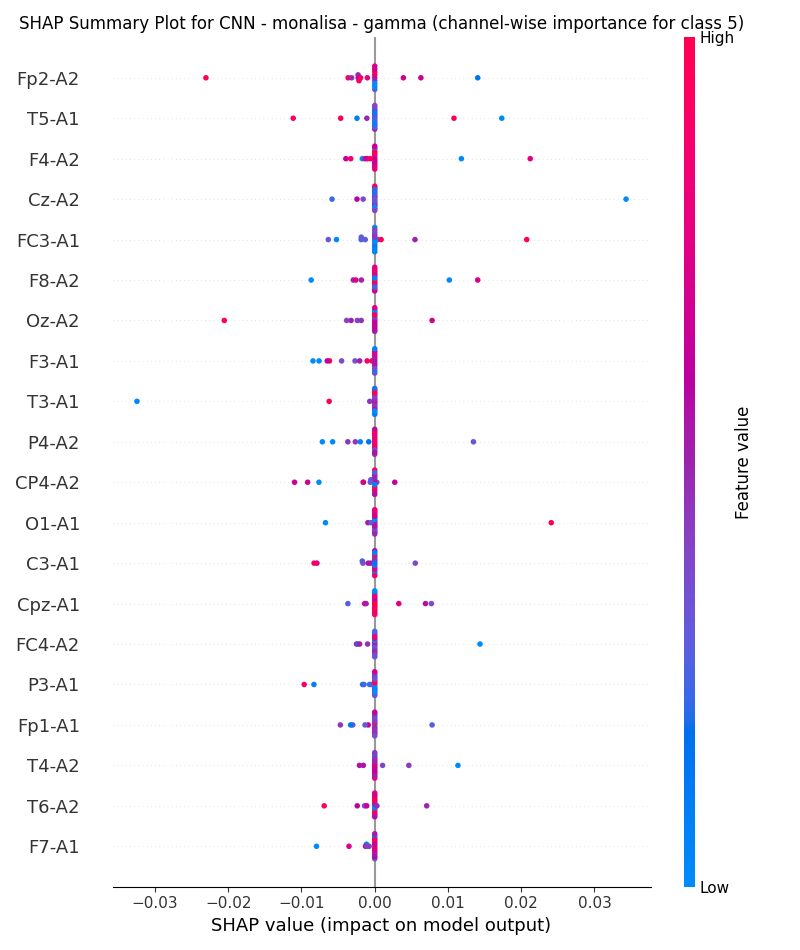 SHAP Summary Plot for CNN - monalisa - gamma (channel-wise importance for class 5)
High
Fp2-A2
T5-A1
F4-A2
Cz-A2
FC3-A1
F8-A2
Oz-A2
F3-A1
T3-A1
P4-A2
CP4-A2
O1-A1
C3-A1
Cpz-A1
FC4-A2
P3-A1
Fp1-A1
T4-A2
T6-A2
F7-A1
Feature value
Low
−0.03 −0.02 −0.01 0.00 0.01 0.02 0.03
SHAP value (impact on model output)